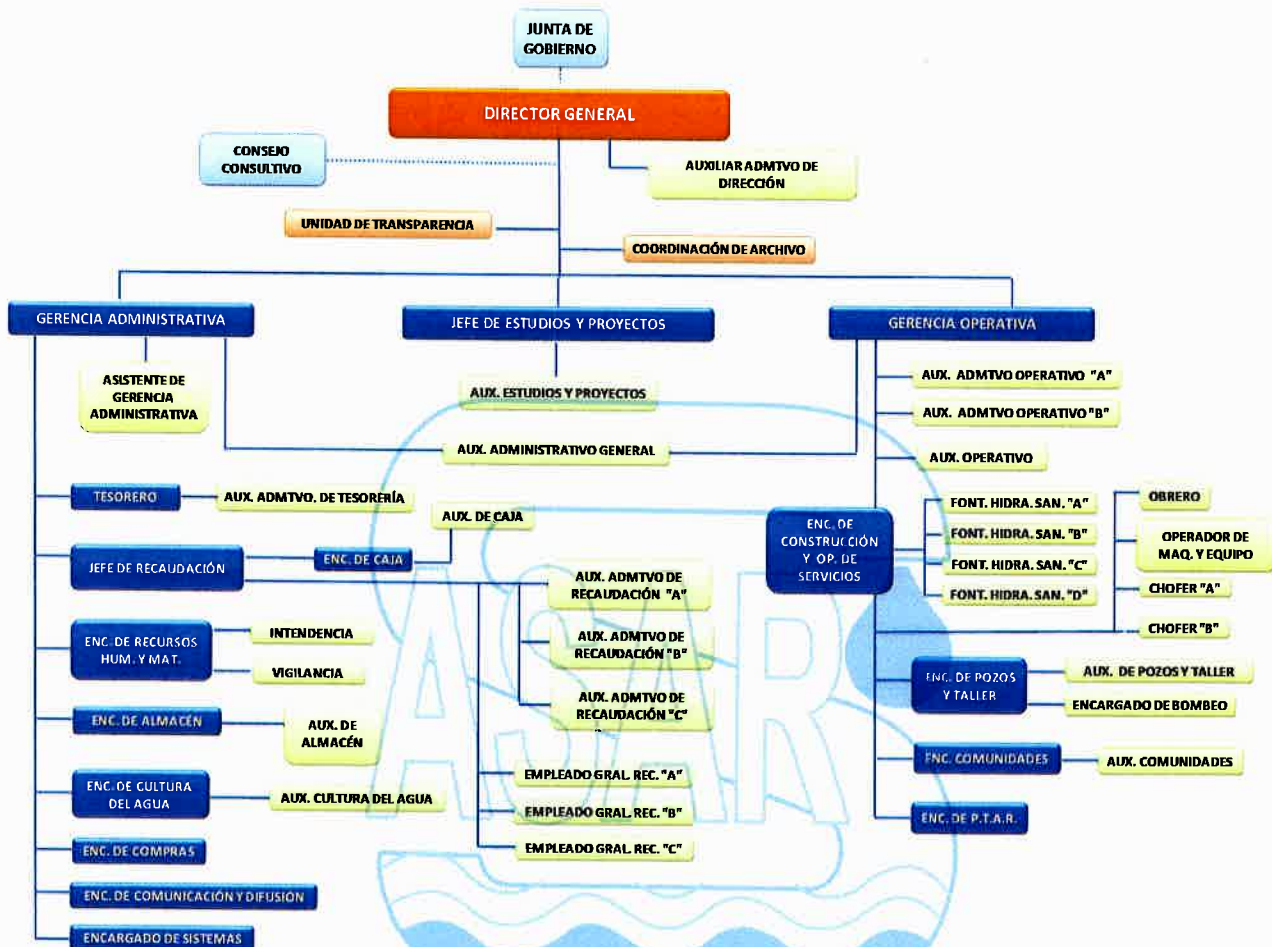 JUNTA DE
GOBIERNO
DIRECTOR GENERAL
CONSEJO
CONSULTIVO
AUXILIAR ADMTVO DE
DIRECCIÓN
UNIDAD DE TRANSPARENCIA
COORDINACIÓN DE ARCHIVO
GERENCIA ADMINISTRATIVA
JEFE DE ESTUDIOS Y PROYECTOS
GERENCIA OPERATIVA
ASISTENTE DE
GERENCIA
ADMINISTRATIVA
AUX. ESTUDIOS Y PROYECTOS
AUX. ADMINISTRATIVO GENERAL
AUX. ADMTVO OPERATIVO "A"
AUX. ADMTVO OPERATIVO "B"
AUX. OPERATIVO
TESORERO
AUX. ADMTVO. DE TESORERÍA
JEFE DE RECAUDACIÓN
ENC. DE CAJA
AUX. DE CAJA
AUX. ADMTVO DE
RECAUDACIÓN "A"
AUX. ADMTVO DE
RECAUDACIÓN "B"
AUX. ADMTVO DE
RECAUDACIÓN "C"
EMPLEADO GRAL. REC. "A"
EMPLEADO GRAL. REC. "B"
EMPLEADO GRAL. REC. "C"
ENC. DE RECURSOS
HUM. Y MAT.
INTENDENCIA
VIGILANCIA
ENC. DE ALMACÉN
AUX. DE
ALMACÉN
ENC. DE CULTURA
DEL AGUA
AUX. CULTURA DEL AGUA
ENC. DE COMPRAS
ENC. DE COMUNICACIÓN Y DIFUSION
ENCARGADO DE SISTEMAS
ENC. DE
CONSTRUCCIÓN
Y OP. DE
SERVICIOS
FONT. HIDRA. SAN. "A"
FONT. HIDRA. SAN. "B"
FONT. HIDRA. SAN. "C"
FONT. HIDRA. SAN. "D"
OBRERO
OPERADOR DE
MAQ. Y EQUIPO
CHOFER "A"
CHOFER "B"
ENC. DE POZOS
Y TALLER
AUX. DE POZOS Y TALLER
ENCARGADO DE BOMBEO
ENC. COMUNIDADES
AUX. COMUNIDADES
ENC. DE P.T.A.R.
ASAR